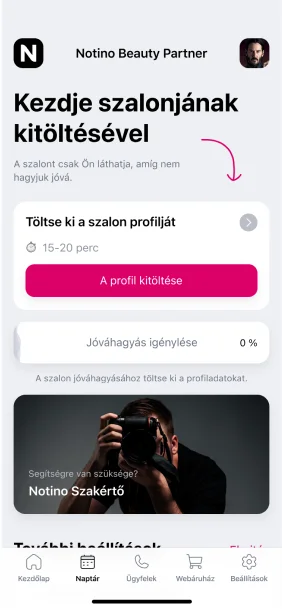 N
Notino Beauty Partner
Kezdje szalonjának
kitöltésével
A szalont csak Ön láthatja, amíg nem
hagyjuk jóvá.
Töltse ki a szalon profilját
15-20 perc
A profil kitöltése
Jóváhagyás igénylése 0 %
A szalon jóváhagyásához töltse ki a profiladatokat.
Segítségre van szüksége?
Notino Szakértő
További beállítások
Kezdőlap Naptár Ügyfelek Webáruház Beállítások